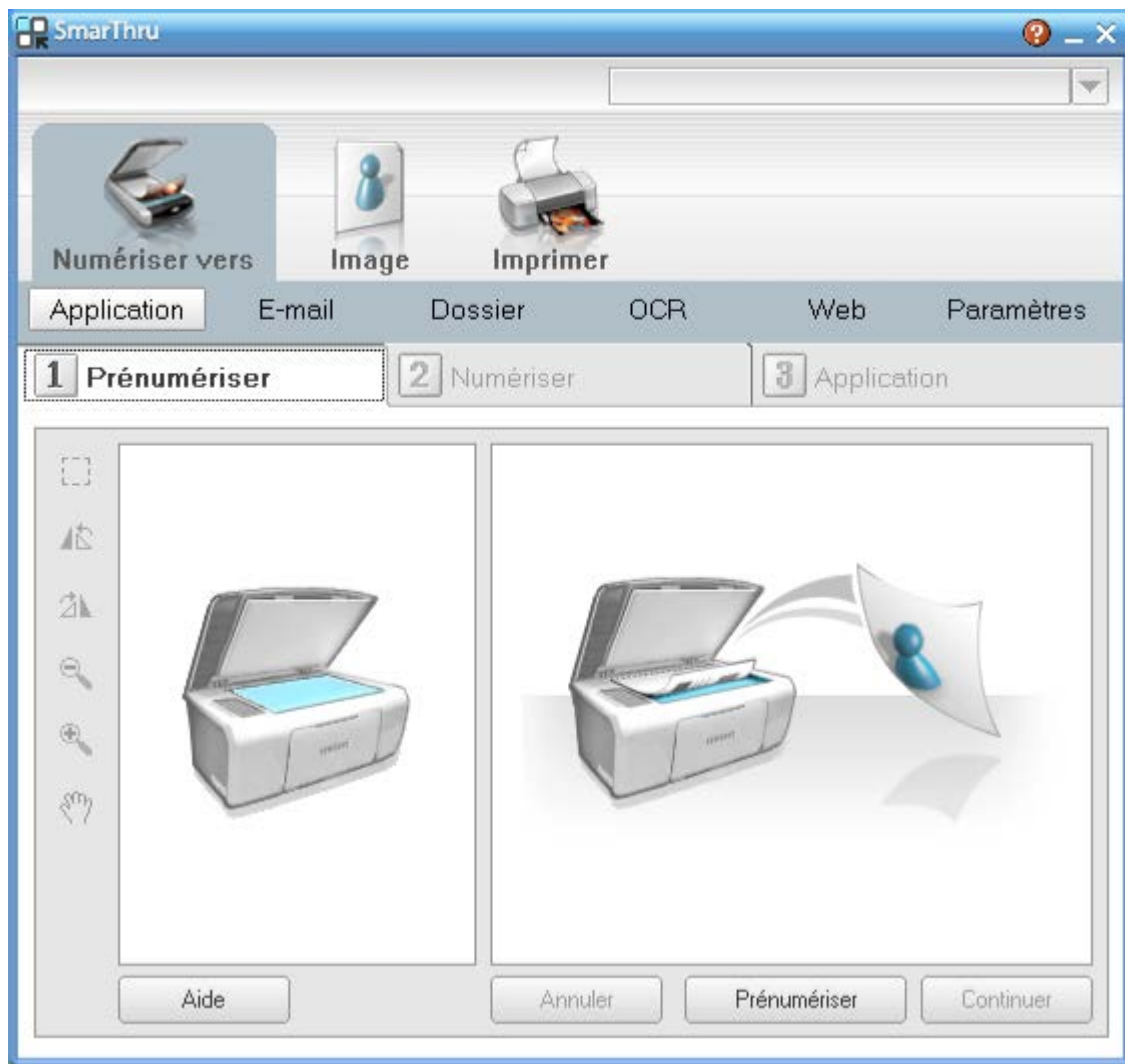 SmarThru
Numériser vers Image Imprimer
Application E-mail Dossier OCR Web Paramètres
1 Prénumériser 2 Numériser 3 Application
Aide Annuler Prénumériser Continuer